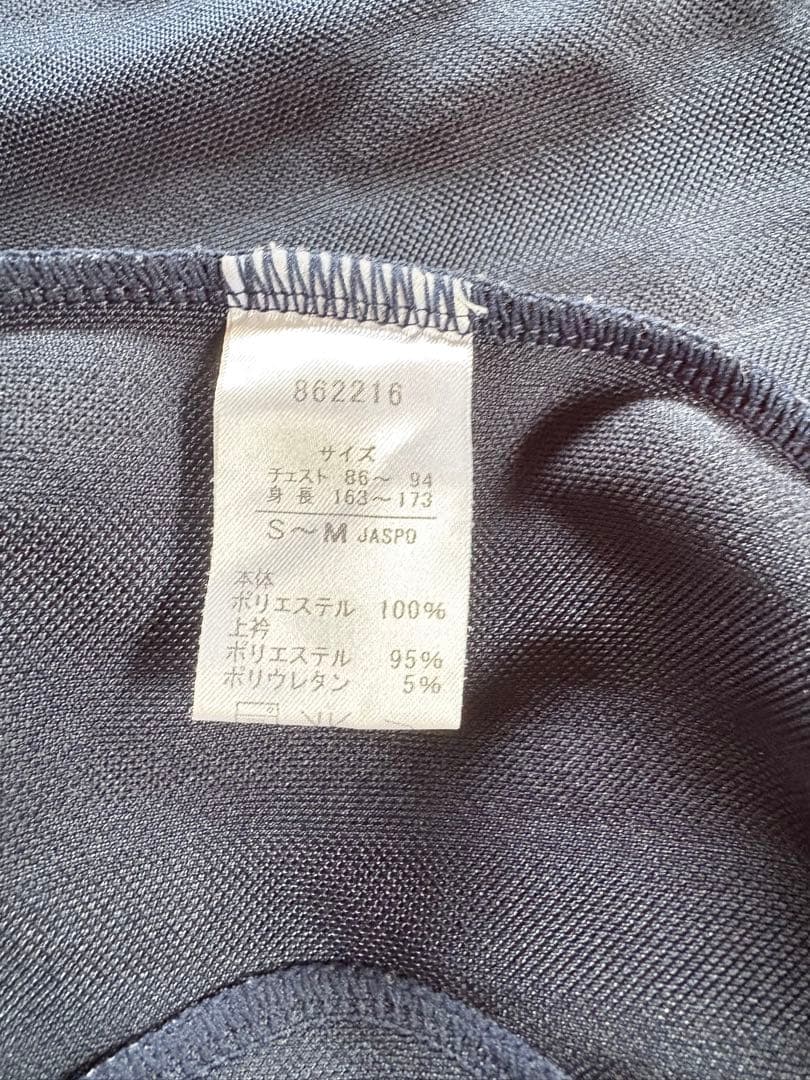 862216
サイズ
チェスト 86～ 94
身長 163～173
S～M JASPO
本体
ポリエステル 100%
上衿
ポリエステル 95%
ポリウレタン 5%